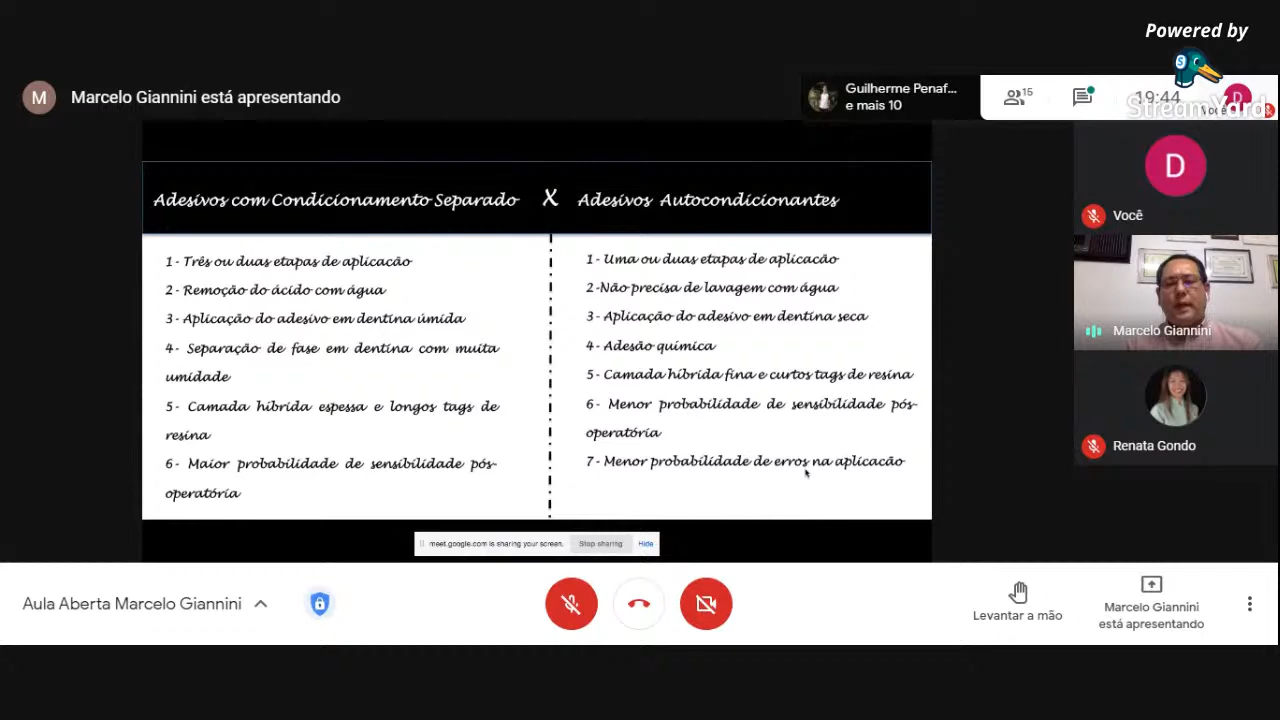 Powered by
StreamYard
M
Marcelo Giannini está apresentando
Guilherme Penaf...
e mais 10
15
19:44
D
Você
Adesivos com Condicionamento Separado X Adesivos Autocondicionantes
1- Três ou duas etapas de aplicacão
2- Remoção do ácido com água
3- Aplicação do adesivo em dentina úmida
4- Separação de fase em dentina com muita
umidade
5- Camada híbrida espessa e longos tags de
resina
6- Maior probabilidade de sensibilidade pós-
operatória
1- Uma ou duas etapas de aplicacão
2-Não precisa de lavagem com água
3- Aplicação do adesivo em dentina seca
4- Adesão química
5- Camada híbrida fina e curtos tags de resina
6- Menor probabilidade de sensibilidade pós-
operatória
7- Menor probabilidade de erros na aplicacão
D
Você
Marcelo Giannini
Renata Gondo
meet.google.com is sharing your screen. Stop sharing Hide
Aula Aberta Marcelo Giannini
Levantar a mão
Marcelo Giannini
está apresentando